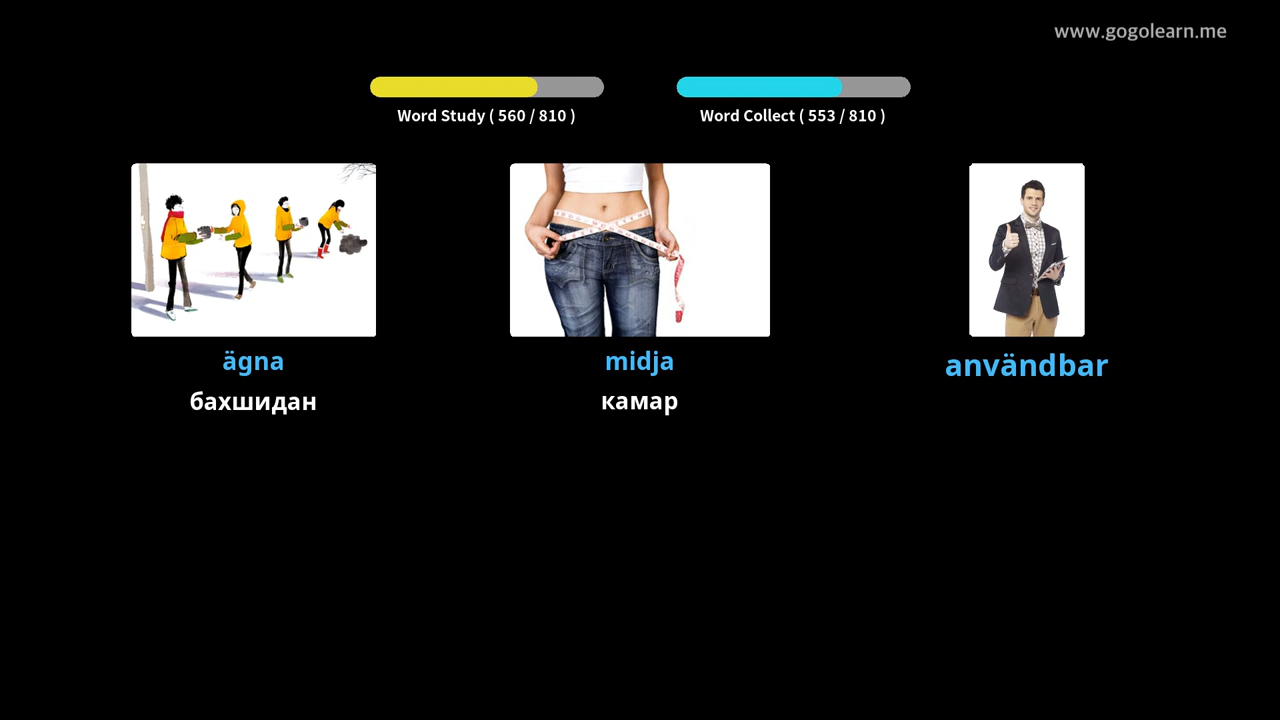 www.gogolearn.me
Word Study ( 560 / 810 )
Word Collect ( 553 / 810 )
ägna
midja
användbar
бахшидан
камар